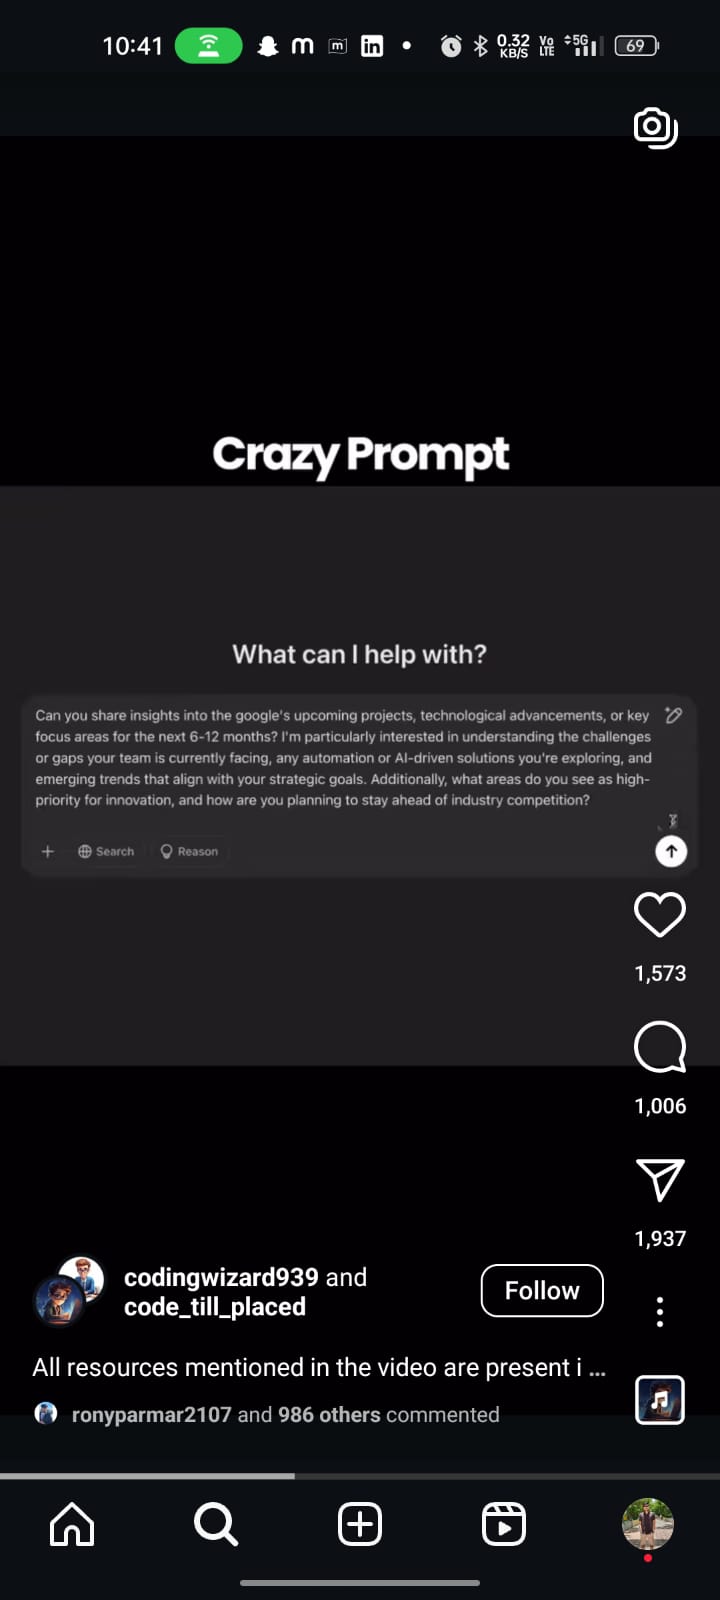 10:41
m
m
in
0.32
KB/S
Vo
LTE
5G
69
Crazy Prompt
What can I help with?
Can you share insights into the google's upcoming projects, technological advancements, or key
focus areas for the next 6-12 months? I'm particularly interested in understanding the challenges
or gaps your team is currently facing, any automation or AI-driven solutions you're exploring, and
emerging trends that align with your strategic goals. Additionally, what areas do you see as high-
priority for innovation, and how are you planning to stay ahead of industry competition?
+ Search Reason
1,573
1,006
1,937
codingwizard939 and
code_till_placed
Follow
All resources mentioned in the video are present i ...
ronyparmar2107 and 986 others commented